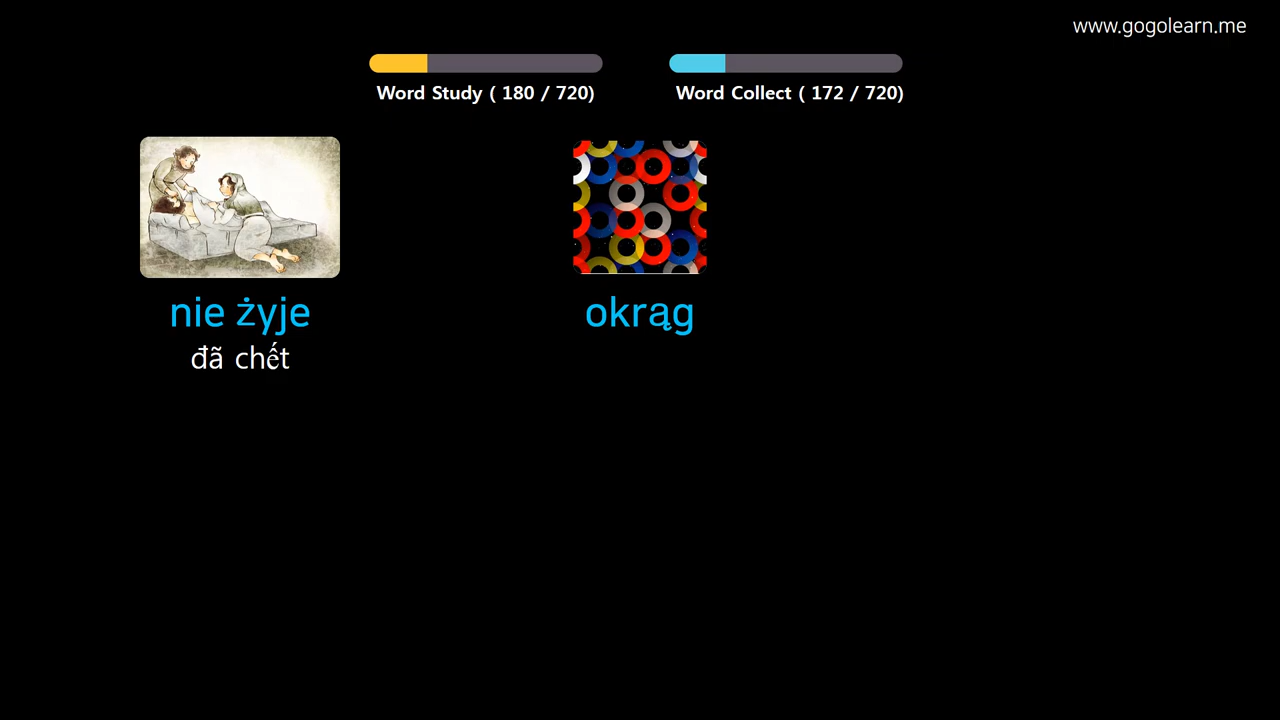 www.gogolearn.me
Word Study ( 180 / 720)
Word Collect ( 172 / 720)
nie żyje
đã chết
okrąg